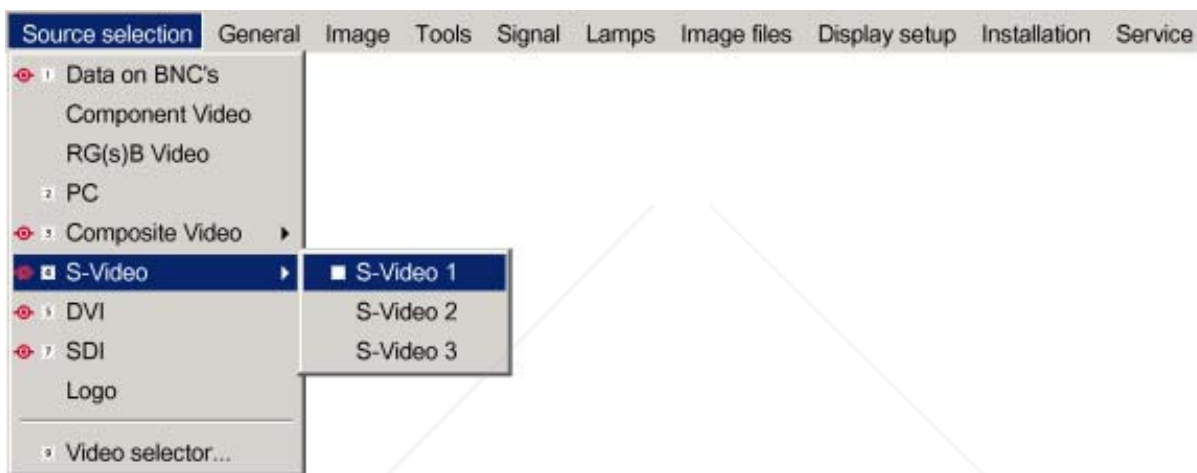 Source selection General Image Tools Signal Lamps Image files Display setup Installation Service
1 Data on BNC's
Component Video
RG(s)B Video
2 PC
3 Composite Video
4 S-Video
S-Video 1
S-Video 2
S-Video 3
5 DVI
7 SDI
Logo
9 Video selector...